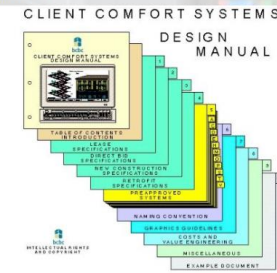 CLIENT COMFORT SYSTEMS
DESIGN
MANUAL
hcbc
CLIENT COMFORT SYSTEMS
DESIGN MANUAL
TABLE OF CONTENTS
INTRODUCTION
LEASE
SPECIFICATIONS
DIRECT BID
SPECIFICATIONS
NEW CONSTRUCTION
SPECIFICATIONS
RETROFIT
SPECIFICATIONS
PREAPPROVED
SYSTEMS
NAMING CONVENTION
GRAPHICS GUIDELINES
COSTS AND
VALUE ENGINEERING
MISCELLANEOUS
EXAMPLE DOCUMENT
INTELLECTUAL RIGHTS
AND COPYRIGHT